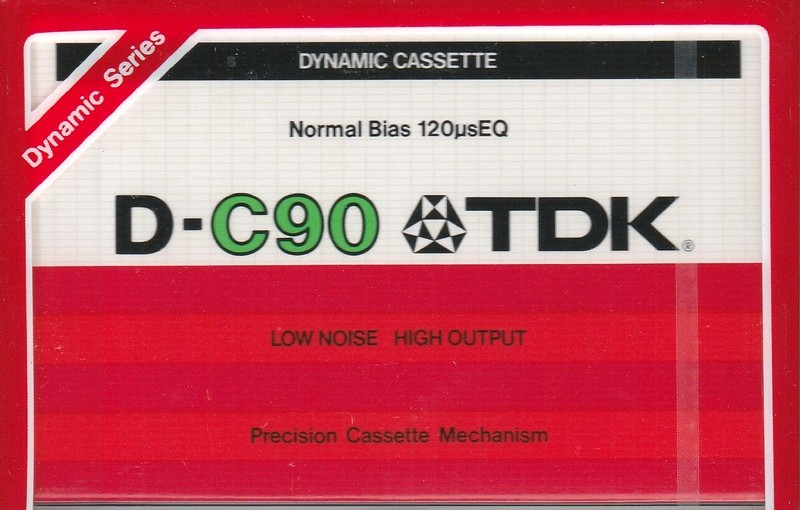 Dynamic Series
DYNAMIC CASSETTE
Normal Bias 120µsEQ
D-C90 TDK®
LOW NOISE HIGH OUTPUT
Precision Cassette Mechanism